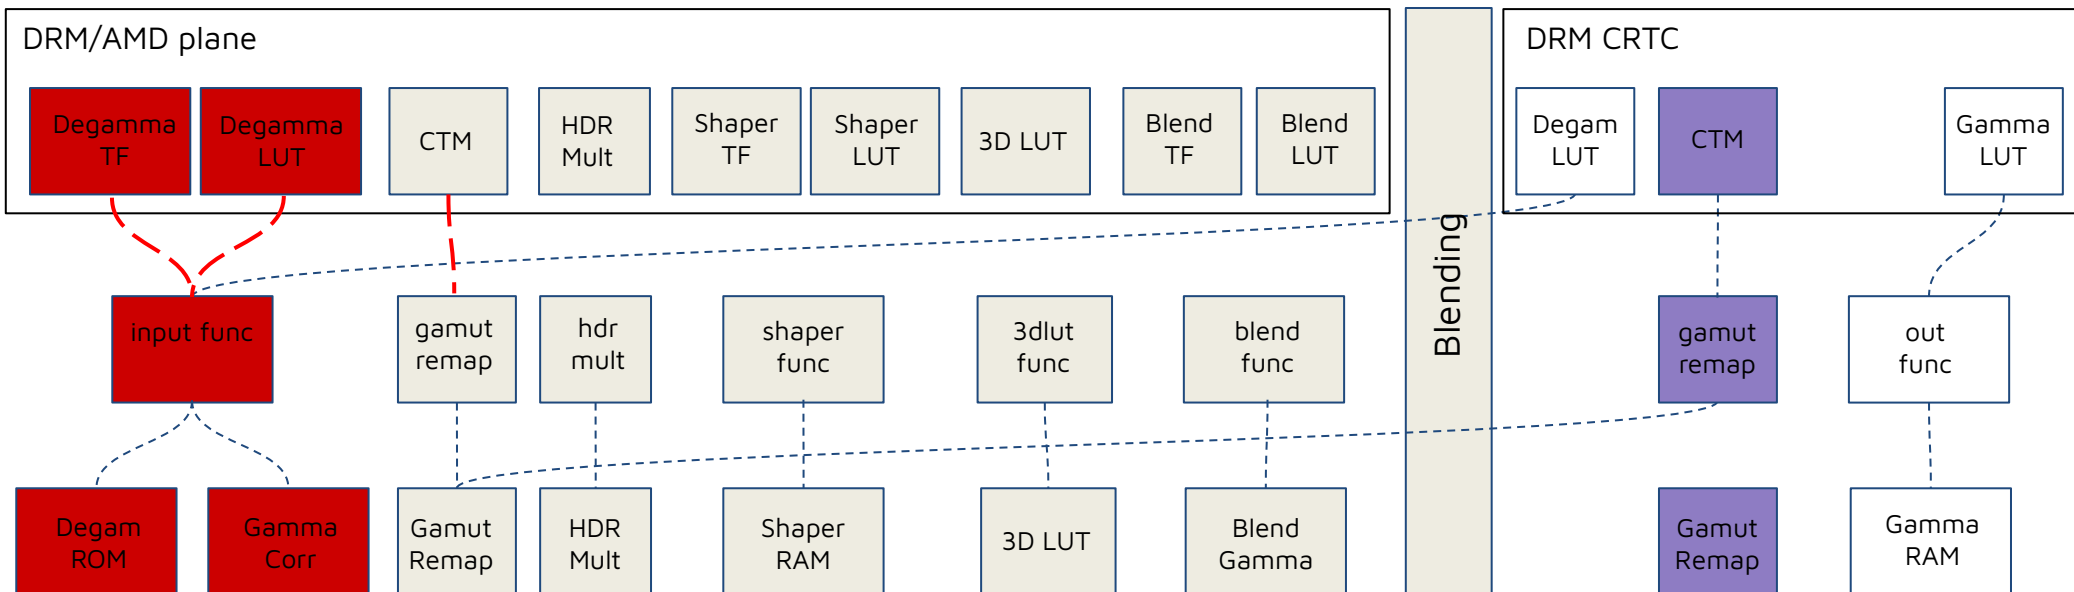 DRM/AMD plane
DRM CRTC
Degamma
TF
Degamma
LUT
CTM
HDR
Mult
Shaper
TF
Shaper
LUT
3D LUT
Blend
TF
Blend
LUT
Degam
LUT
CTM
Gamma
LUT
Blending
input func
gamut
remap
hdr
mult
shaper
func
3dlut
func
blend
func
gamut
remap
out
func
Degam
ROM
Gamma
Corr
Gamut
Remap
HDR
Mult
Shaper
RAM
3D LUT
Blend
Gamma
Gamut
Remap
Gamma
RAM